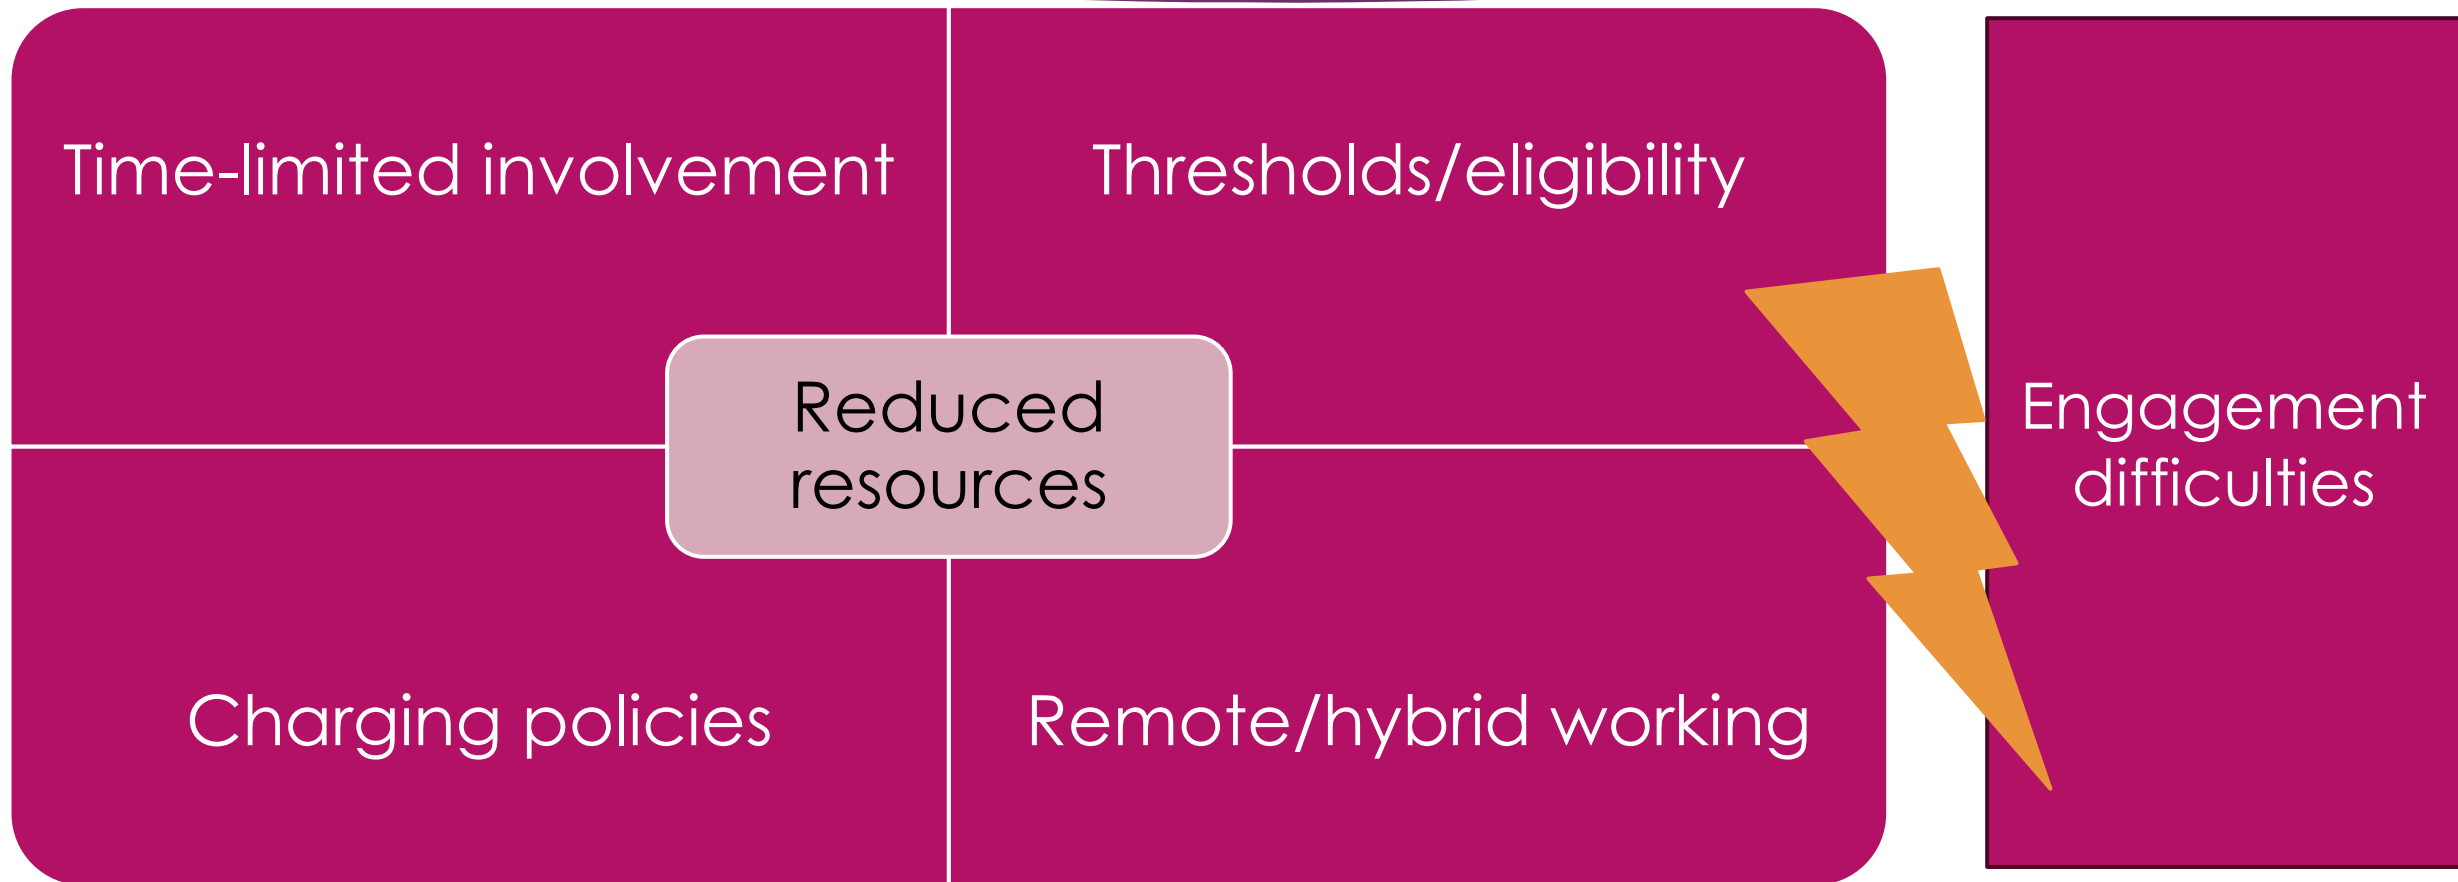 Time-limited involvement
Thresholds/eligibility
Reduced
resources
Engagement
difficulties
Charging policies
Remote/hybrid working